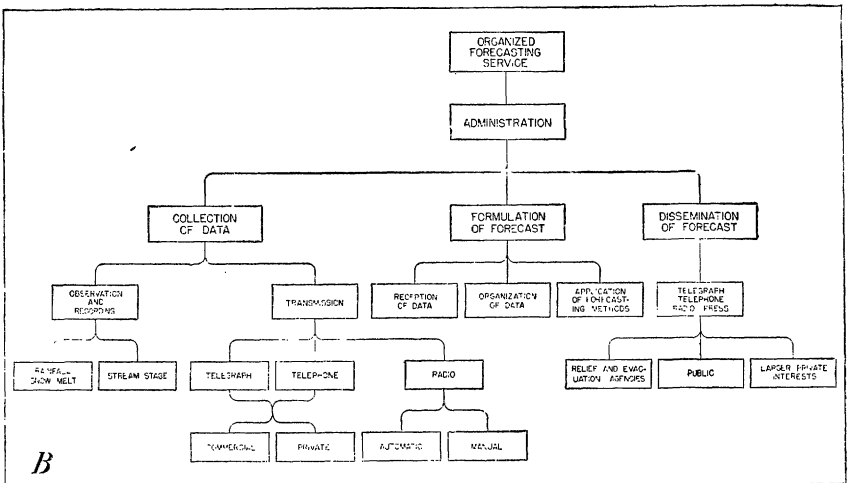 ORGANIZED
FORECASTING
SERVICE
ADMINISTRATION
COLLECTION
OF DATA
FORMULATION
OF FORECAST
DISSEMINATION
OF FORECAST
OBSERVATION
AND
RECORDING
TRANSMISSION
RECEPTION
OF DATA
ORGANIZATION
OF DATA
APPLICATION
OF FORECAST-
ING METHODS
TELEGRAPH
TELEPHONE
RADIO PRESS
RAINFALL
SNOW MELT
STREAM STAGE
TELEGRAPH
TELEPHONE
RADIO
RELIEF AND EVAC-
UATION AGENCIES
PUBLIC
LARGER PRIVATE
INTERESTS
COMMERCIAL
PRIVATE
AUTOMATIC
MANUAL
B